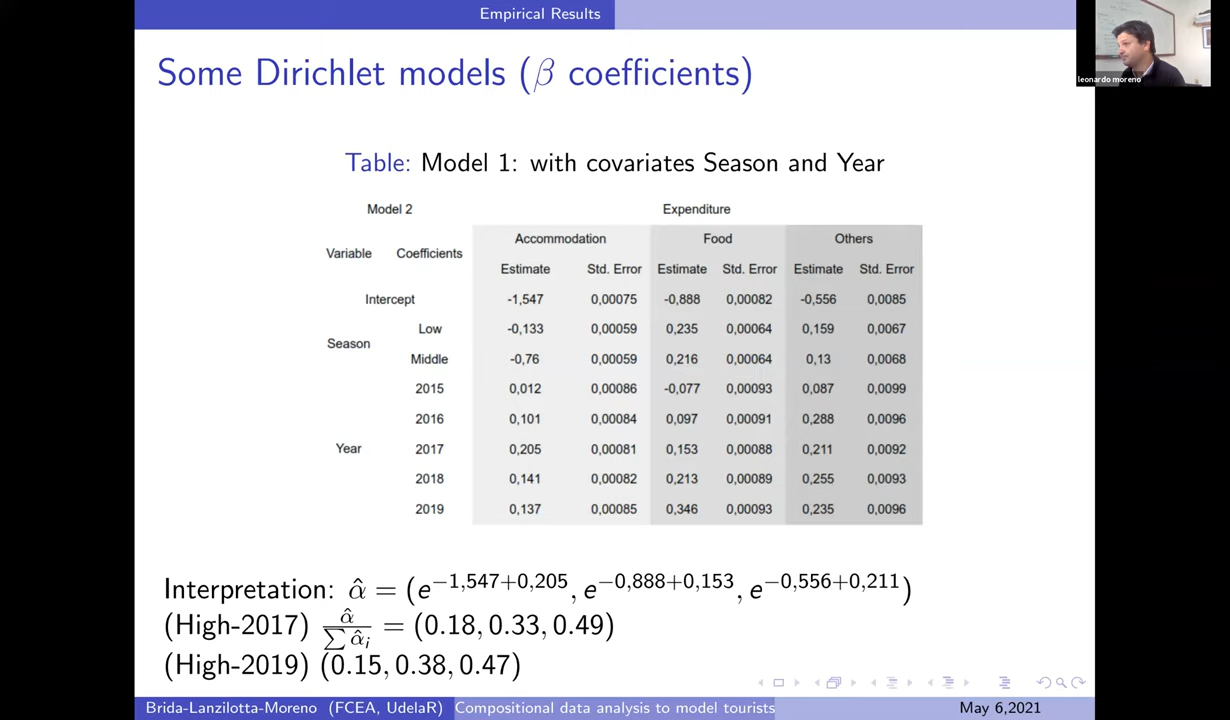 Empirical Results
leonardo moreno
Some Dirichlet models (β coefficients)
Table: Model 1: with covariates Season and Year
Model 2 Expenditure
Accommodation Food Others
Variable Coefficients
Estimate Std. Error Estimate Std. Error Estimate Std. Error
Intercept -1,547 0,00075 -0,888 0,00082 -0,556 0,0085
Low -0,133 0,00059 0,235 0,00064 0,159 0,0067
Season
Middle -0,76 0,00059 0,216 0,00064 0,13 0,0068
2015 0,012 0,00086 -0,077 0,00093 0,087 0,0099
2016 0,101 0,00084 0,097 0,00091 0,288 0,0096
Year 2017 0,205 0,00081 0,153 0,00088 0,211 0,0092
2018 0,141 0,00082 0,213 0,00089 0,255 0,0093
2019 0,137 0,00085 0,346 0,00093 0,235 0,0096
Interpretation: α̂ = (e^−1,547+0,205, e^−0,888+0,153, e^−0,556+0,211)
(High-2017) α̂/∑ α̂ᵢ = (0.18, 0.33, 0.49)
(High-2019) (0.15, 0.38, 0.47)
Brida-Lanzilotta-Moreno (FCEA, UdelaR) Compositional data analysis to model tourists May 6,2021